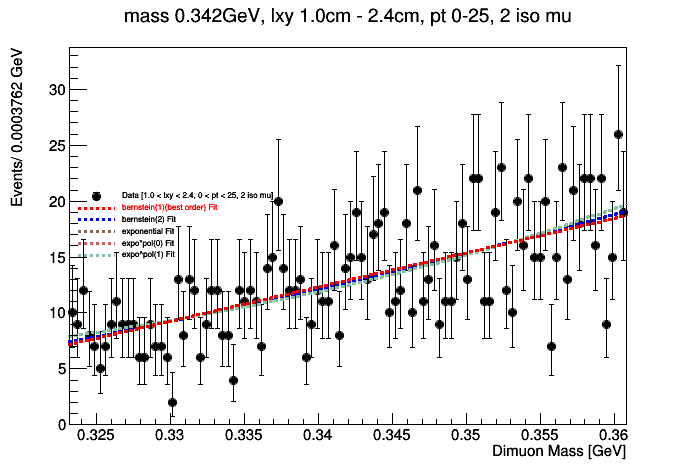 mass 0.342GeV, lxy 1.0cm - 2.4cm, pt 0-25, 2 iso mu
Events/ 0.0003762 GeV
30
25
20
15
10
5
0
Data [1.0 < lxy < 2.4, 0 < pt < 25, 2 iso mu]
bernstein(1)(best order) Fit
bernstein(2) Fit
exponential Fit
expo*pol(0) Fit
expo*pol(1) Fit
0.325
0.33
0.335
0.34
0.345
0.35
0.355
0.36
Dimuon Mass [GeV]